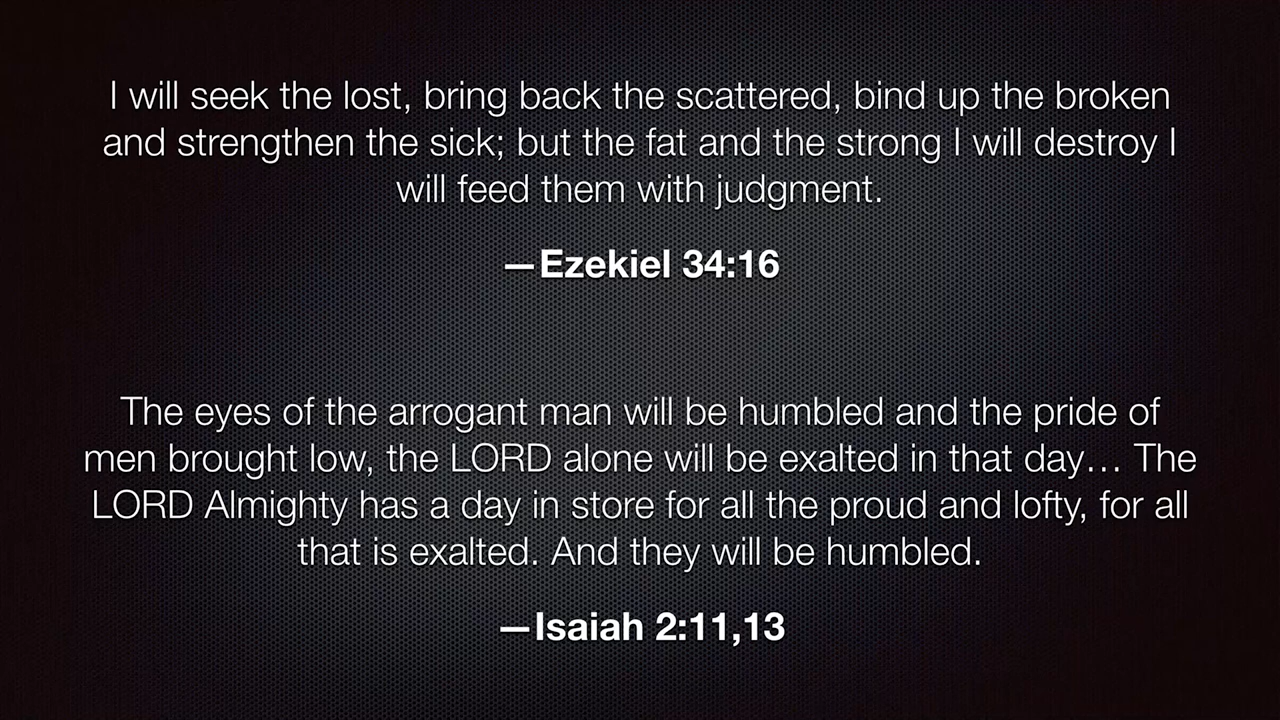 I will seek the lost, bring back the scattered, bind up the broken
and strengthen the sick; but the fat and the strong I will destroy I
will feed them with judgment.
—Ezekiel 34:16
The eyes of the arrogant man will be humbled and the pride of
men brought low, the LORD alone will be exalted in that day… The
LORD Almighty has a day in store for all the proud and lofty, for all
that is exalted. And they will be humbled.
—Isaiah 2:11,13